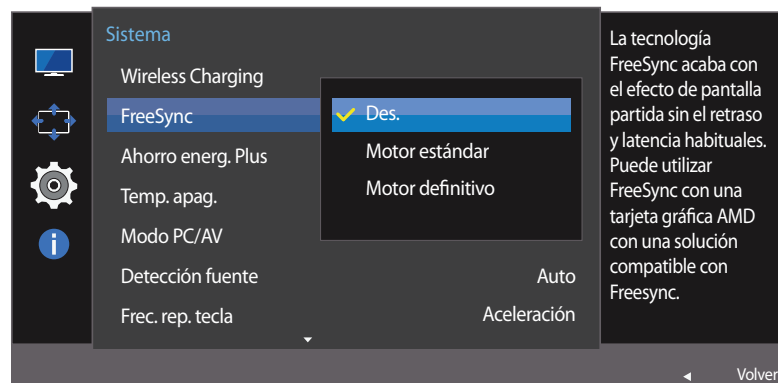 Sistema
Wireless Charging
FreeSync
Ahorro energ. Plus
Temp. apag.
Modo PC/AV
Detección fuente
Auto
Frec. rep. tecla
Aceleración
Des.
Motor estándar
Motor definitivo
La tecnología
FreeSync acaba con
el efecto de pantalla
partida sin el retraso
y latencia habituales.
Puede utilizar
FreeSync con una
tarjeta gráfica AMD
con una solución
compatible con
Freesync.
Volver